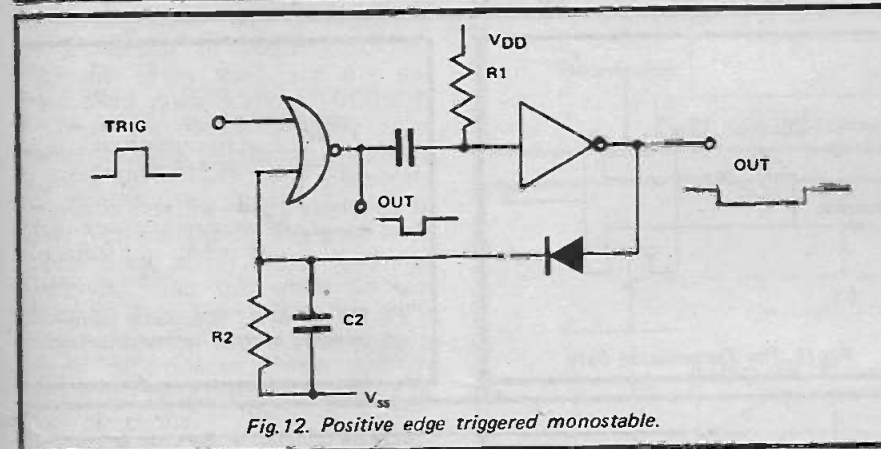 VDD
R1
TRIG
OUT
OUT
R2
C2
Vss
Fig.12. Positive edge triggered monostable.